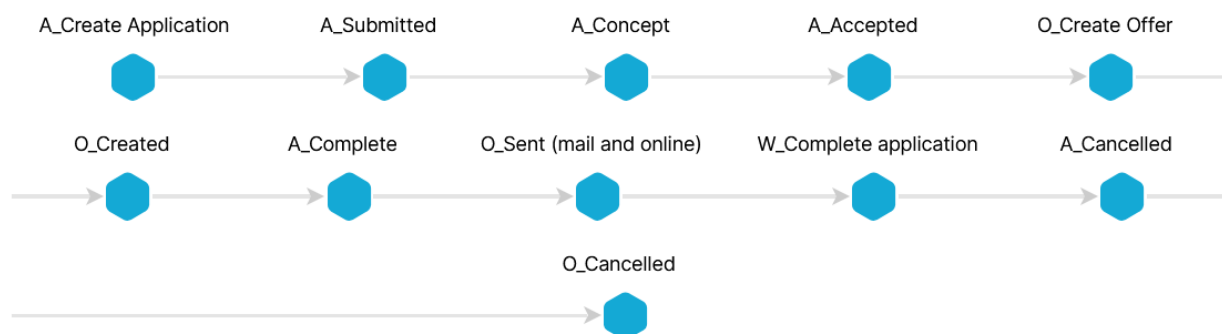 A_Create Application
A_Submitted
A_Concept
A_Accepted
O_Create Offer
O_Created
A_Complete
O_Sent (mail and online)
W_Complete application
A_Cancelled
O_Cancelled